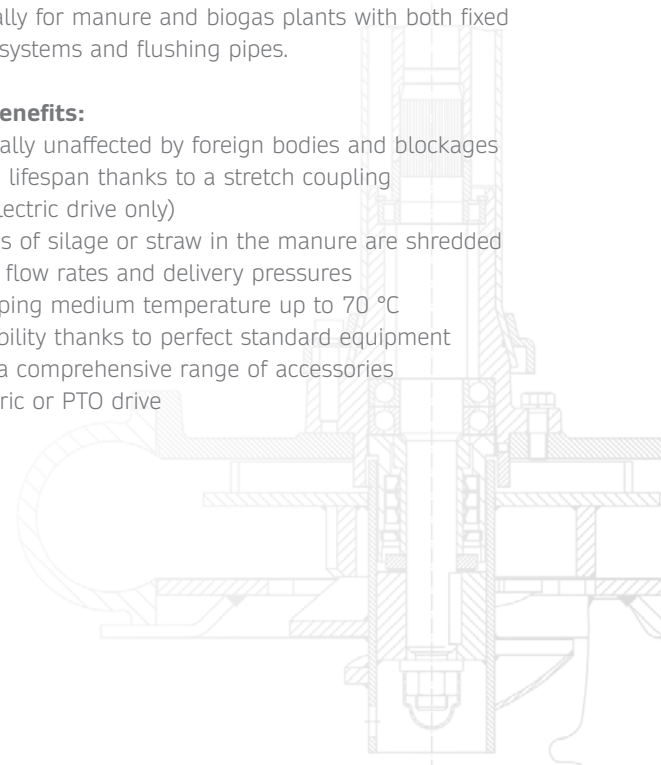 ally for manure and biogas plants with both fixed
systems and flushing pipes.
enefits:
ally unaffected by foreign bodies and blockages
lifespan thanks to a stretch coupling
lectric drive only)
s of silage or straw in the manure are shredded
flow rates and delivery pressures
ping medium temperature up to 70 °C
bility thanks to perfect standard equipment
a comprehensive range of accessories
ric or PTO drive